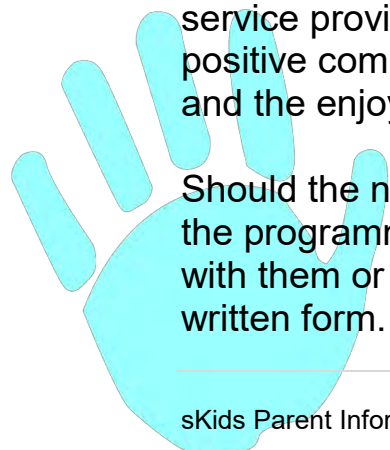 service provi
positive com
and the enjoy
Should the n
the programm
with them or
written form.
sKids Parent Infor